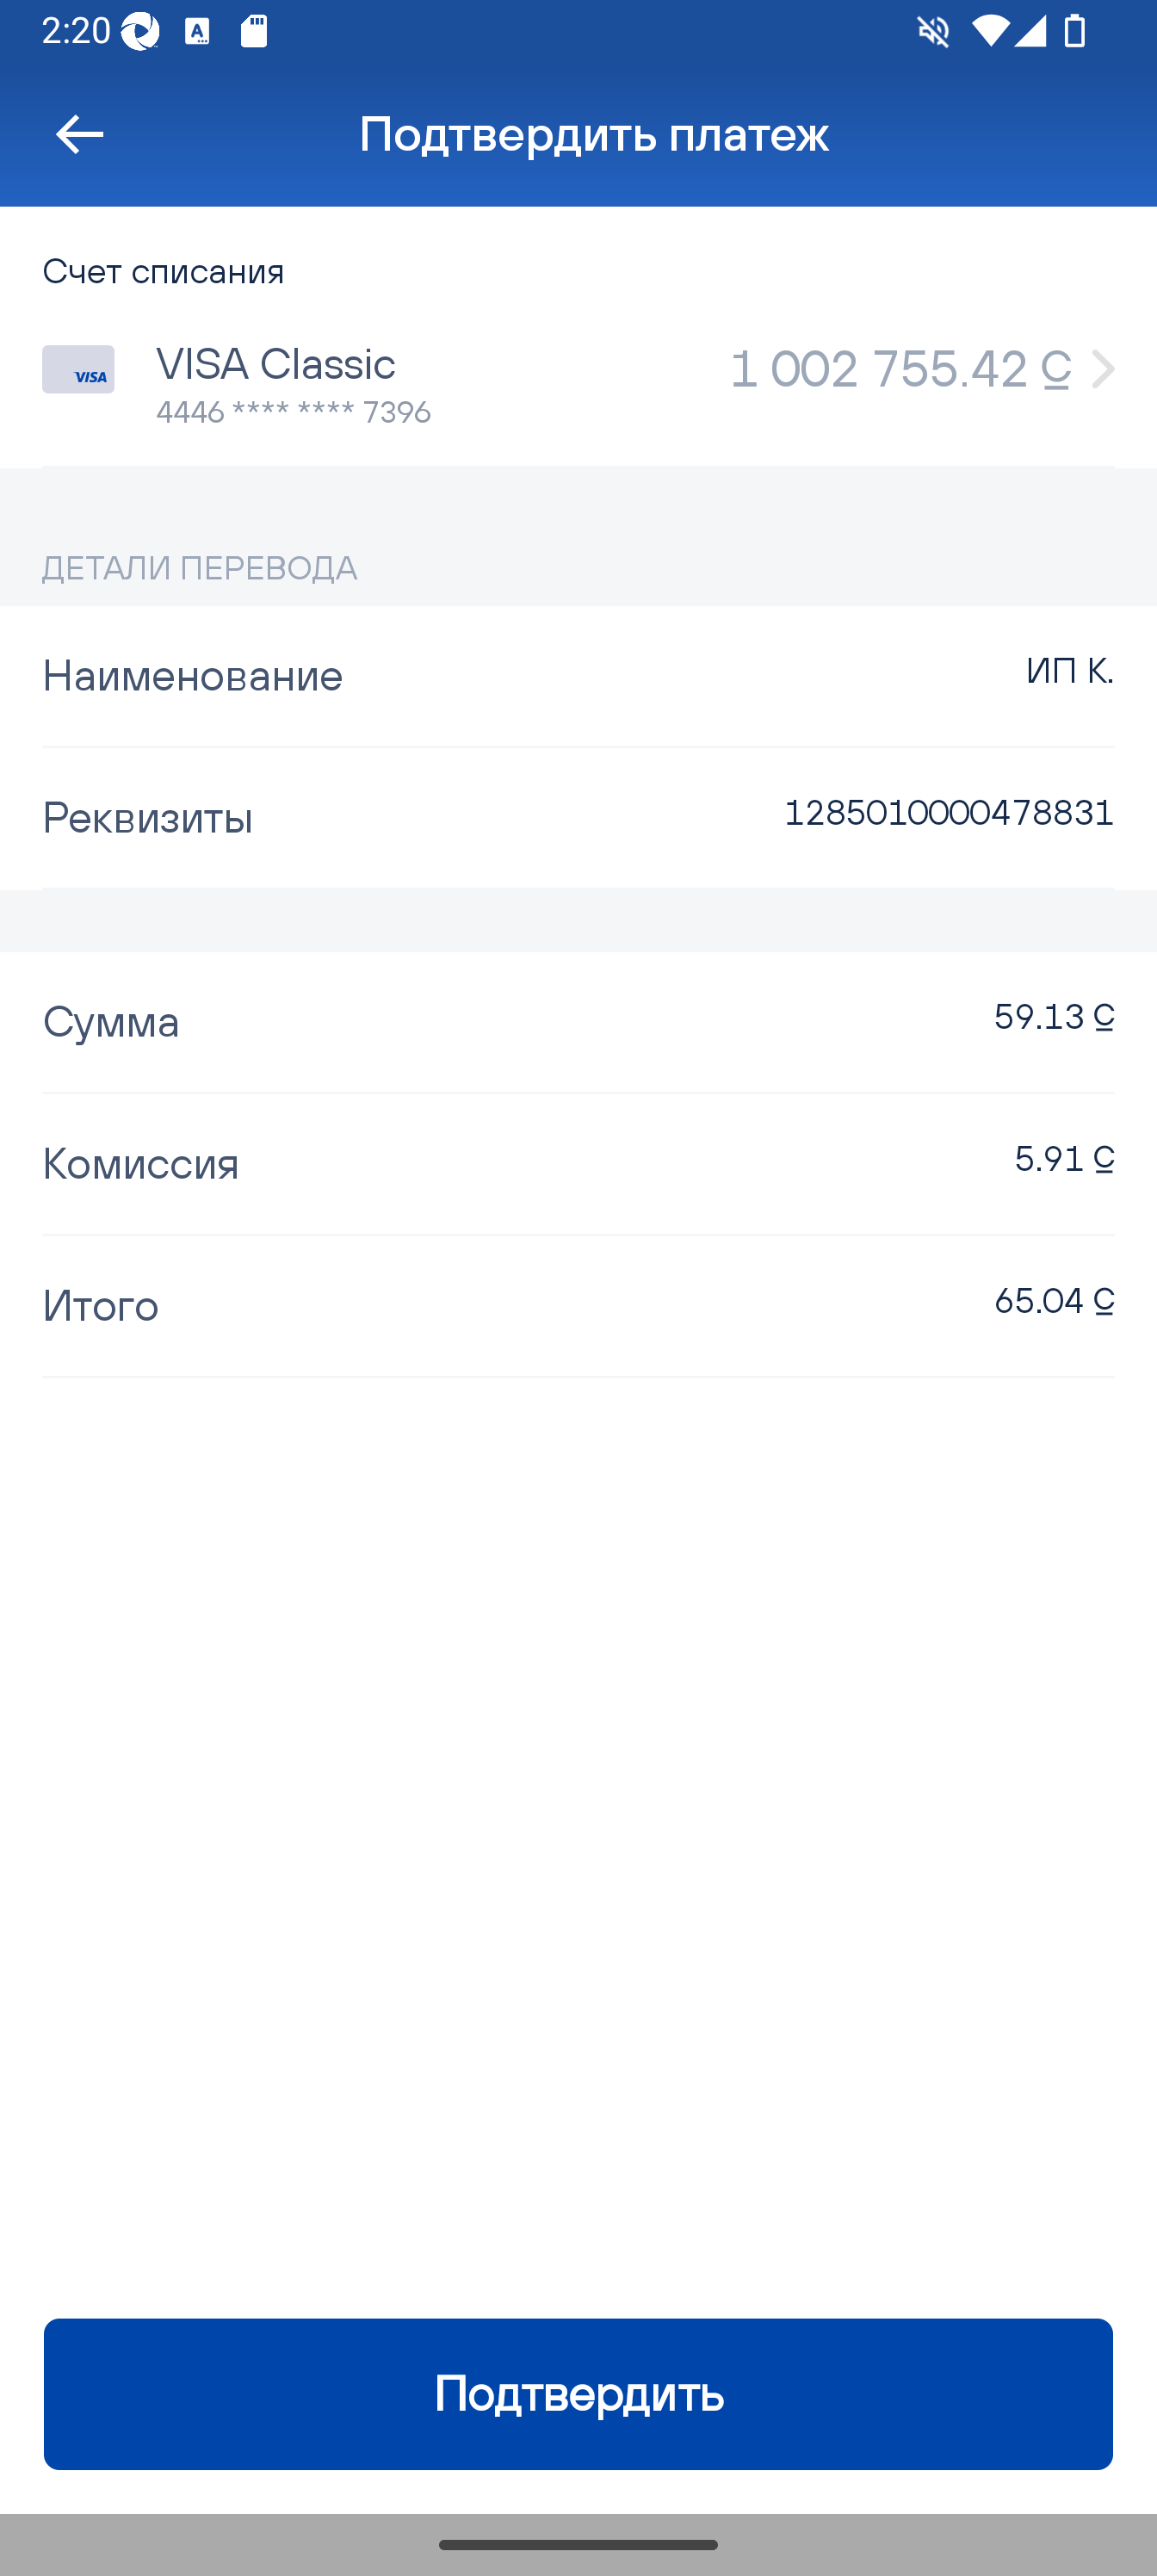 2:20
Подтвердить платеж
Счет списания
VISA
VISA Classic
1 002 755.42 С
4446 **** **** 7396
ДЕТАЛИ ПЕРЕВОДА
Наименование
ИП К.
Реквизиты
1285010000478831
Сумма
59.13 С
Комиссия
5.91 С
Итого
65.04 С
Подтвердить